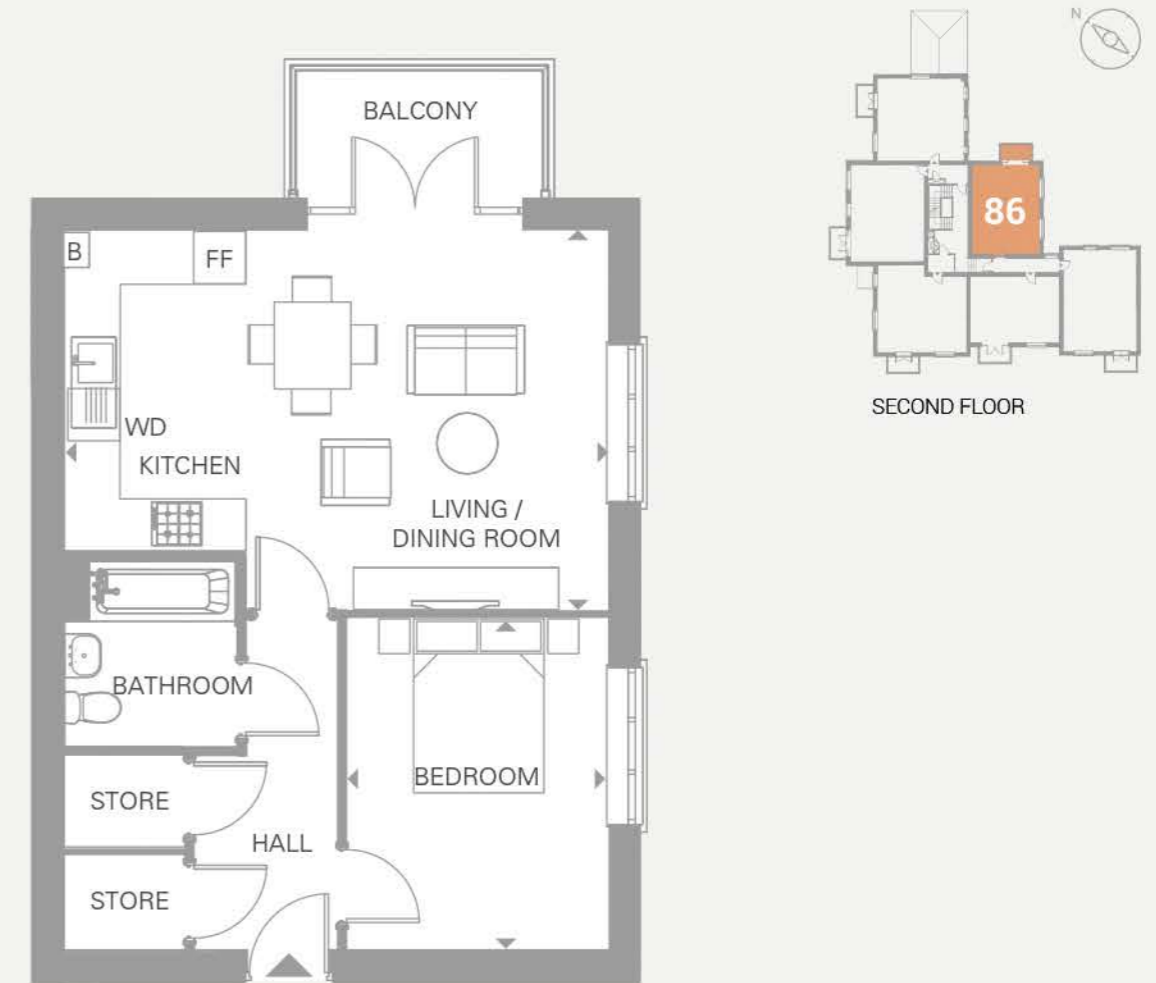 BALCONY
B
FF
WD
KITCHEN
LIVING /
DINING ROOM
BATHROOM
BEDROOM
STORE
HALL
STORE
N
86
SECOND FLOOR